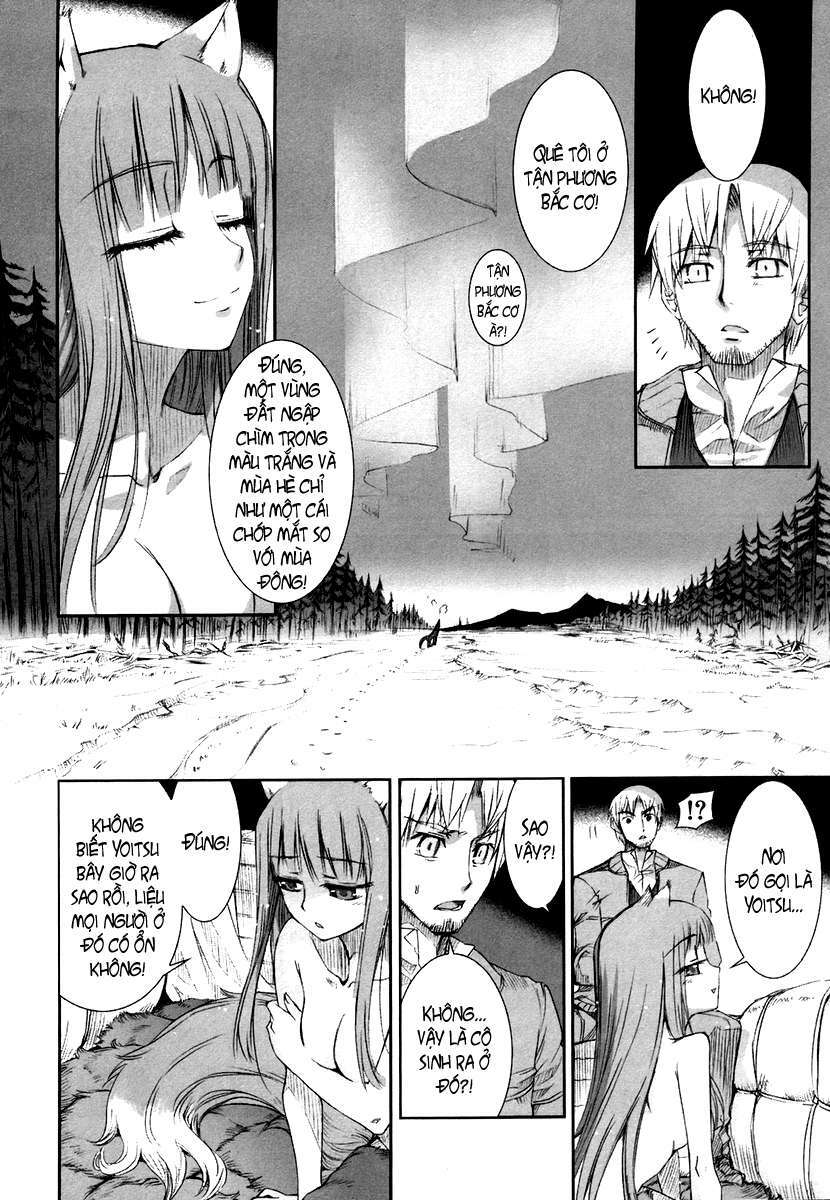 KHÔNG!
QUÊ TÔI Ở
TẬN PHƯƠNG
BẮC CƠ!
TẬN
PHƯƠNG
BẮC CƠ
À?!
ĐÚNG,
MỘT VÙNG
ĐẤT NGẬP
CHÌM TRONG
MÀU TRẮNG VÀ
MÙA HÈ CHỈ
NHƯ MỘT CÁI
CHỚP MẮT SO
VỚI MÙA
ĐÔNG!
!?
NƠI
ĐÓ GỌI LÀ
YOITSU...
SAO
VẬY?!
KHÔNG...
VẬY LÀ CÔ
SINH RA Ở
ĐÓ?!
ĐÚNG!
KHÔNG
BIẾT YOITSU
BÂY GIỜ RA
SAO RỒI, LIỆU
MỌI NGƯỜI Ở
ĐÓ CÓ ỔN
KHÔNG!